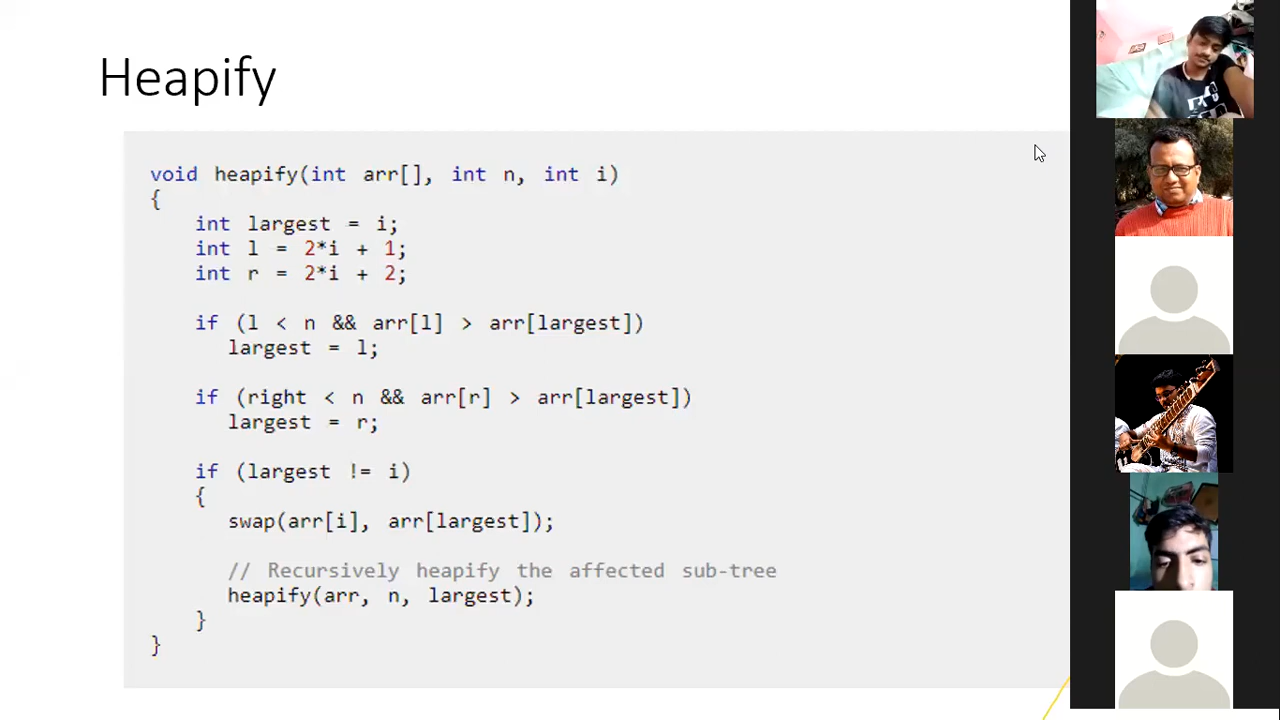 Heapify
void heapify(int arr[], int n, int i)
{
int largest = i;
int l = 2*i + 1;
int r = 2*i + 2;
if (l < n && arr[l] > arr[largest])
largest = l;
if (right < n && arr[r] > arr[largest])
largest = r;
if (largest != i)
{
swap(arr[i], arr[largest]);
// Recursively heapify the affected sub-tree
heapify(arr, n, largest);
}
}